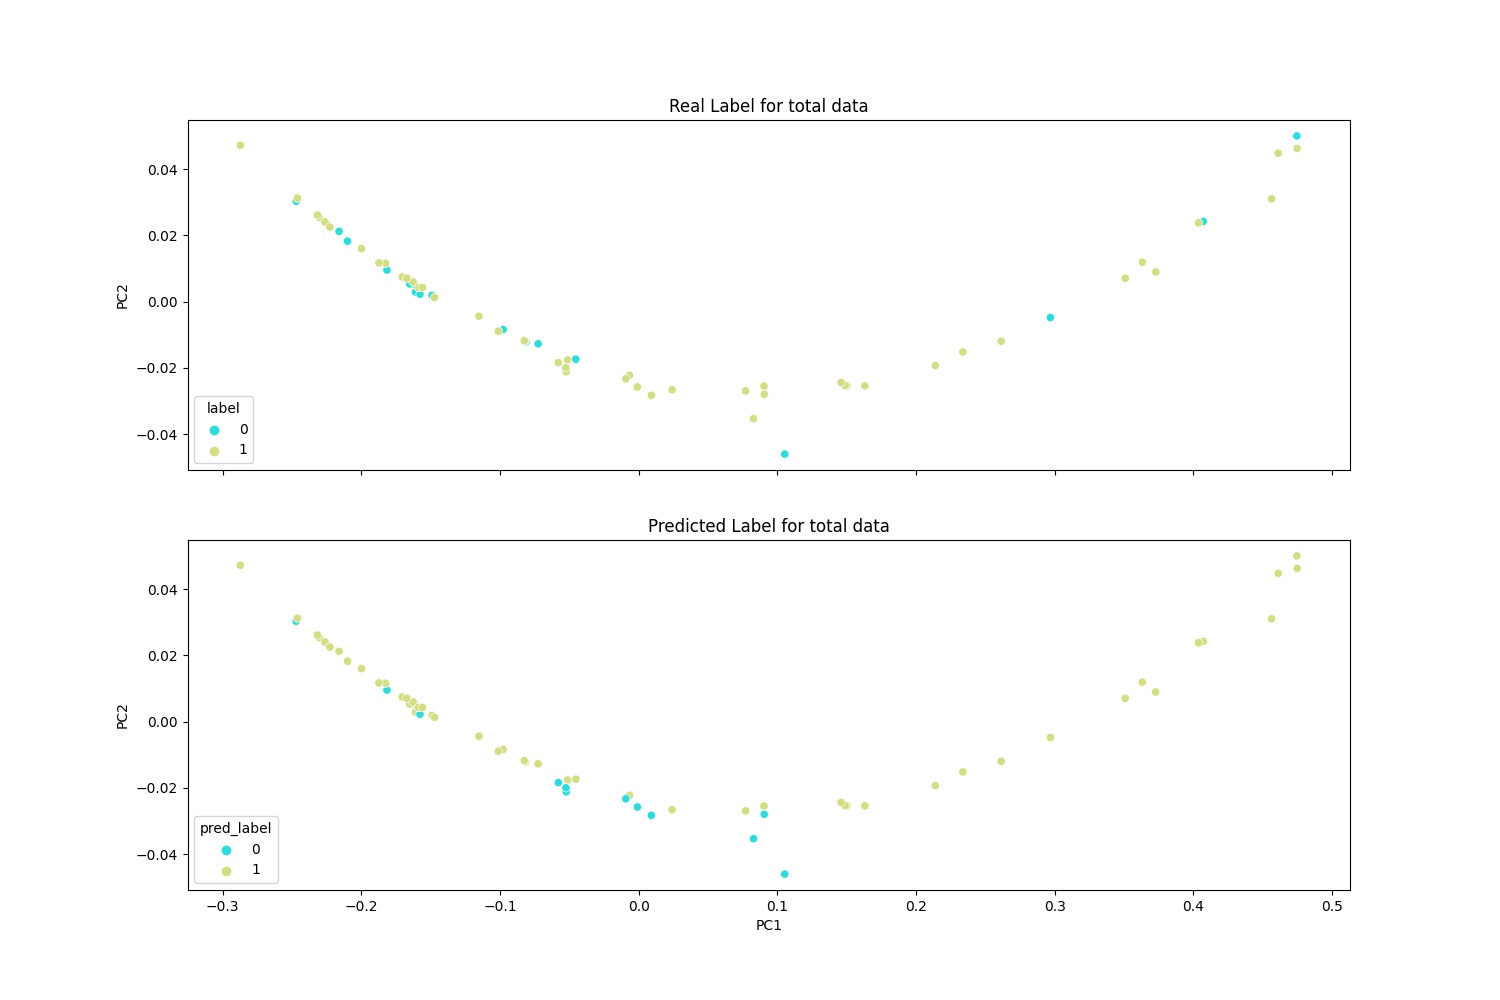 Real Label for total data
0.04
0.02
0.00
−0.02
−0.04
PC2
label
0
1
Predicted Label for total data
0.04
0.02
0.00
−0.02
−0.04
PC2
pred_label
0
1
−0.3 −0.2 −0.1 0.0 0.1 0.2 0.3 0.4 0.5
PC1